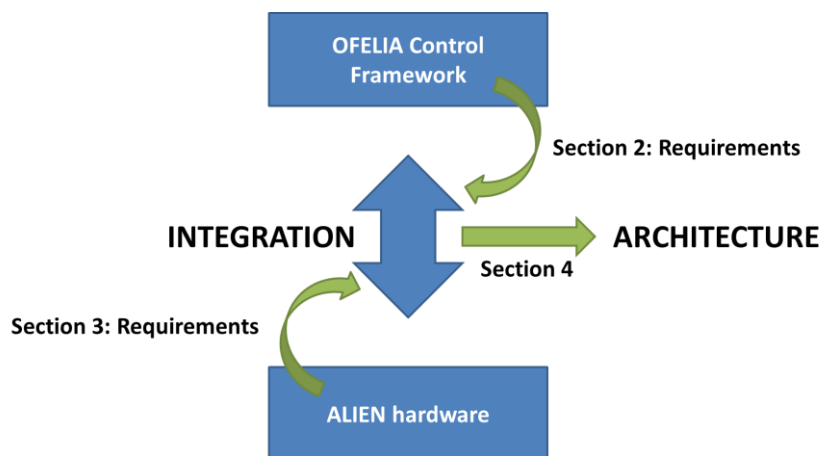 OFELIA Control
Framework
Section 2: Requirements
INTEGRATION
ARCHITECTURE
Section 4
Section 3: Requirements
ALIEN hardware